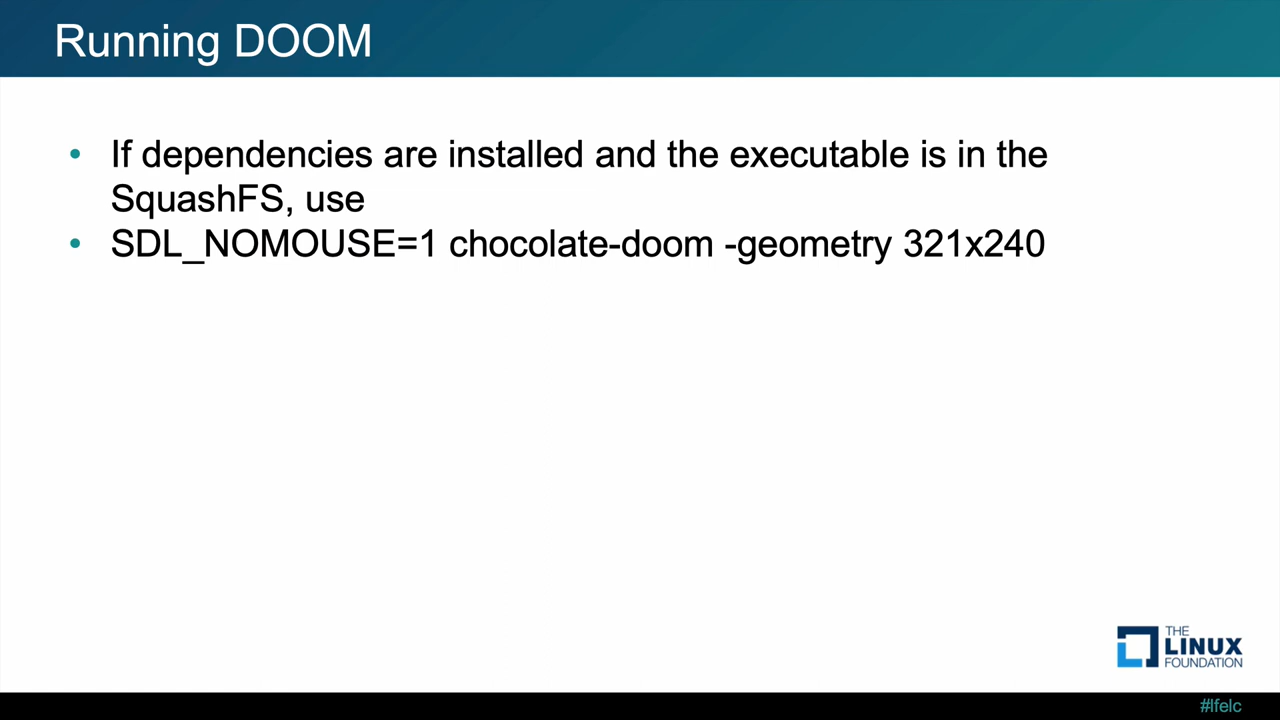 Running DOOM
• If dependencies are installed and the executable is in the
SquashFS, use
• SDL_NOMOUSE=1 chocolate-doom -geometry 321x240
THE
LINUX
FOUNDATION
#lfelc